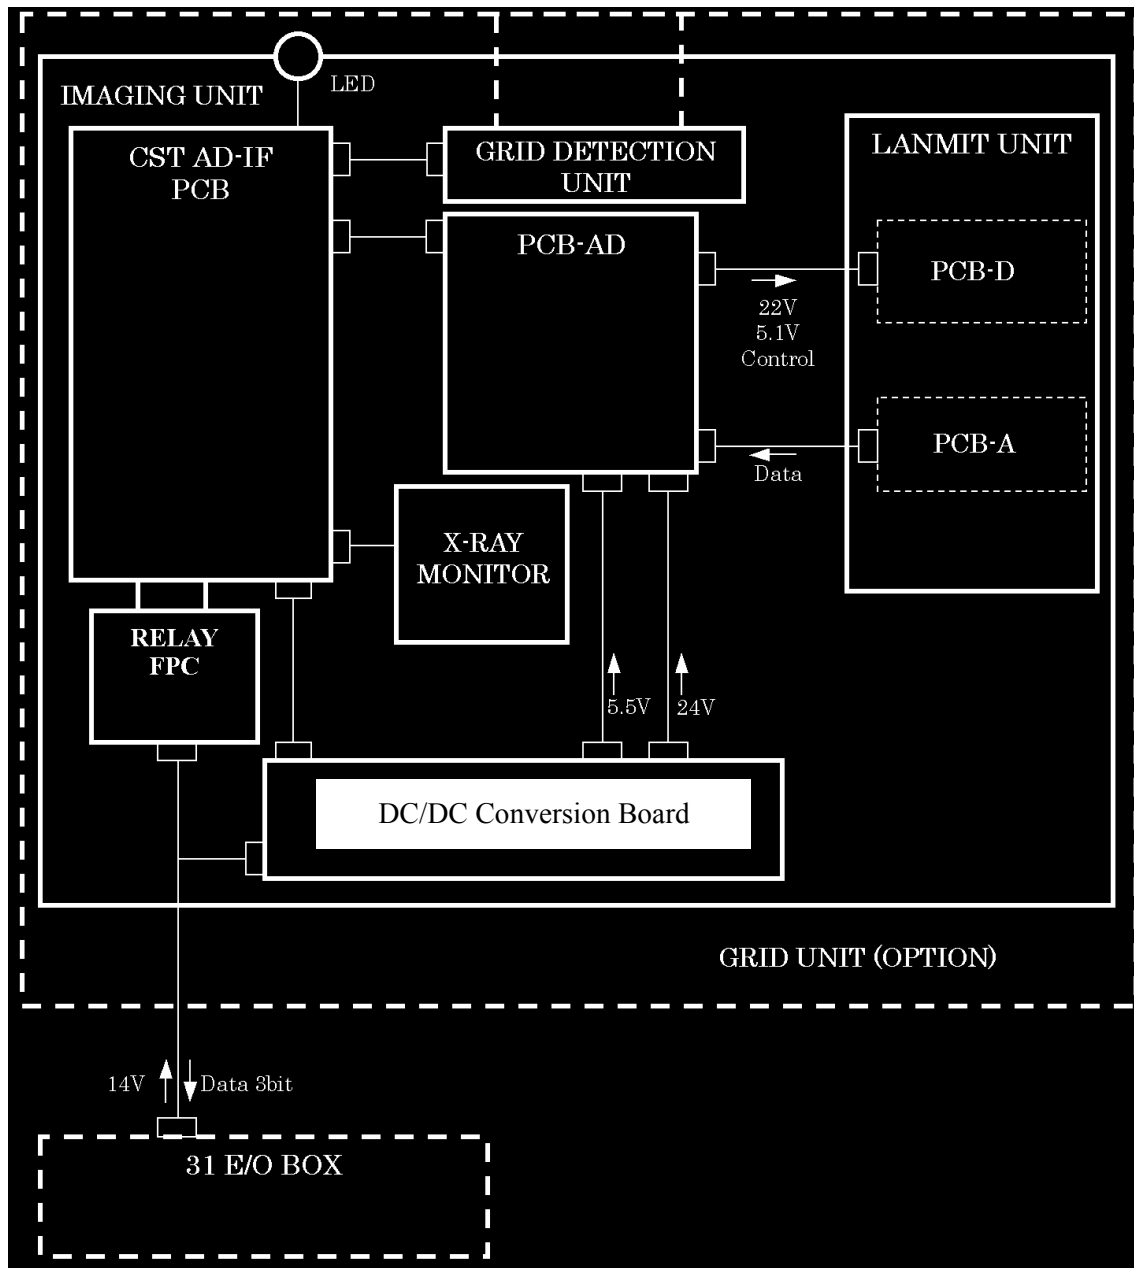 LED
IMAGING UNIT
CST AD-IF
PCB
GRID DETECTION
UNIT
LANMIT UNIT
PCB-AD
PCB-D
22V
5.1V
Control
PCB-A
Data
X-RAY
MONITOR
RELAY
FPC
5.5V
24V
DC/DC Conversion Board
GRID UNIT (OPTION)
14V
Data 3bit
31 E/O BOX